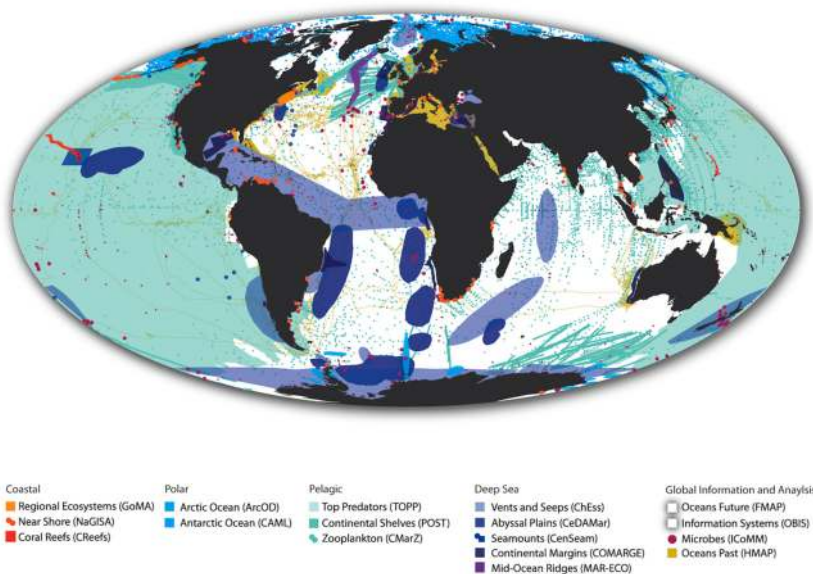 Coastal
Regional Ecosystems (GoMA)
Near Shore (NaGISA)
Coral Reefs (CReefs)
Polar
Arctic Ocean (ArcOD)
Antarctic Ocean (CAML)
Pelagic
Top Predators (TOPP)
Continental Shelves (POST)
Zooplankton (CMarZ)
Deep Sea
Vents and Seeps (ChEss)
Abyssal Plains (CeDAMar)
Seamounts (CenSeam)
Continental Margins (COMARGE)
Mid-Ocean Ridges (MAR-ECO)
Global Information and Anaylsis
Oceans Future (FMAP)
Information Systems (OBIS)
Microbes (ICoMM)
Oceans Past (HMAP)